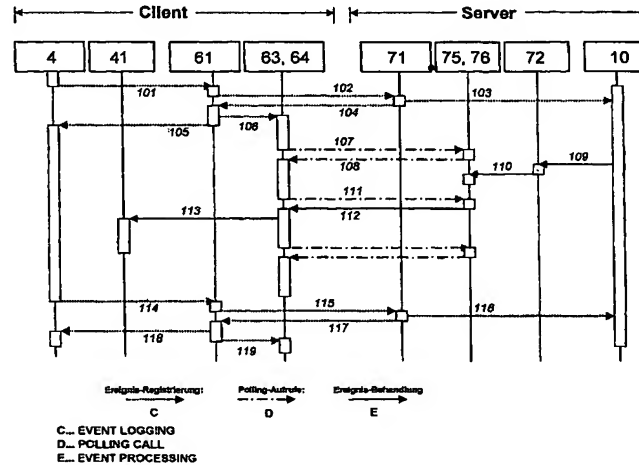 Client Server
4 41 61 63, 64 71 75, 76 72 10
101 102 103
104
105 106
107
108 110 109
111
112
113
114 115 116
117
118 119
Ereignis-Registrierung: Polling-Aufrufe: Ereignis-Behandlung
C D E
C... EVENT LOGGING
D... POLLING CALL
E... EVENT PROCESSING